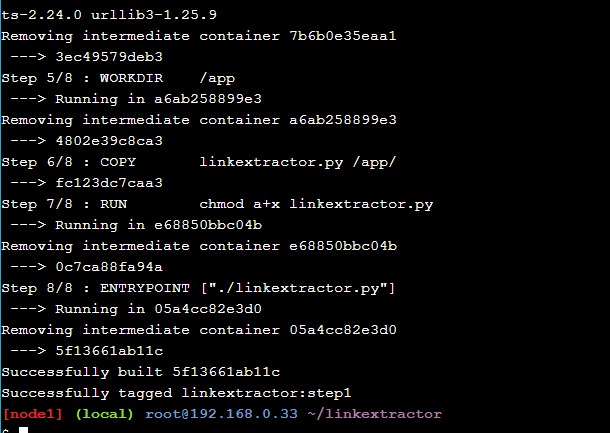 ts-2.24.0 urllib3-1.25.9
Removing intermediate container 7b6b0e35eaa1
---> 3ec49579deb3
Step 5/8 : WORKDIR /app
---> Running in a6ab258899e3
Removing intermediate container a6ab258899e3
---> 4802e39c8ca3
Step 6/8 : COPY linkextractor.py /app/
---> fc123dc7caa3
Step 7/8 : RUN chmod a+x linkextractor.py
---> Running in e68850bbc04b
Removing intermediate container e68850bbc04b
---> 0c7ca88fa94a
Step 8/8 : ENTRYPOINT ["./linkextractor.py"]
---> Running in 05a4cc82e3d0
Removing intermediate container 05a4cc82e3d0
---> 5f13661ab11c
Successfully built 5f13661ab11c
Successfully tagged linkextractor:step1
[node1] (local) root@192.168.0.33 ~/linkextractor
$